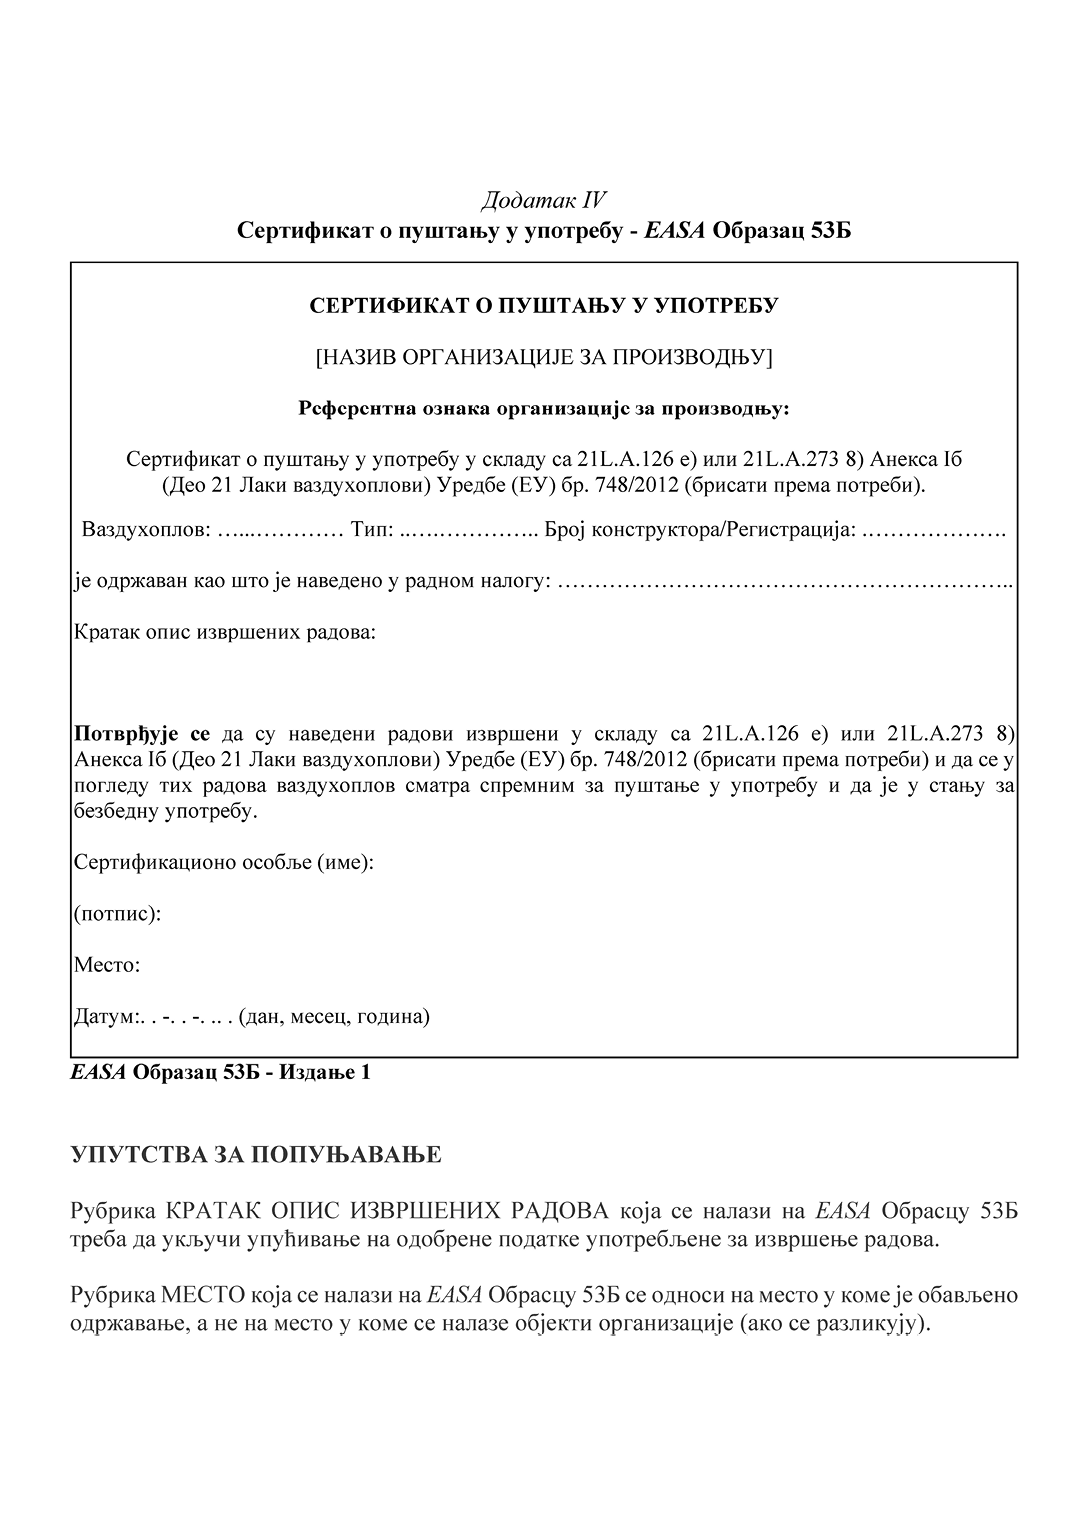 Додатак IV
Сертификат о пуштању у употребу - EASA Образац 53Б
СЕРТИФИКАТ О ПУШТАЊУ У УПОТРЕБУ
[НАЗИВ ОРГАНИЗАЦИЈЕ ЗА ПРОИЗВОДЊУ]
Референтна ознака организације за производњу:
Сертификат о пуштању у употребу у складу са 21L.A.126 е) или 21L.A.273 8) Анекса Iб
(Део 21 Лаки ваздухоплови) Уредбе (ЕУ) бр. 748/2012 (брисати према потреби).
Ваздухоплов: …...………… Тип: ..….………….. Број конструктора/Регистрација: .……………….
је одржаван као што је наведено у радном налогу: ……………………………………………………..
Кратак опис извршених радова:
Потврђује се да су наведени радови извршени у складу са 21L.A.126 е) или 21L.A.273 8)
Анекса Iб (Део 21 Лаки ваздухоплови) Уредбе (ЕУ) бр. 748/2012 (брисати према потреби) и да се у
погледу тих радова ваздухоплов сматра спремним за пуштање у употребу и да је у стању за
безбедну употребу.
Сертификационо особље (име):
(потпис):
Место:
Датум:. . -. . -. .. . (дан, месец, година)
EASA Образац 53Б - Издање 1
УПУТСТВА ЗА ПОПУЊАВАЊЕ
Рубрика КРАТАК ОПИС ИЗВРШЕНИХ РАДОВА која се налази на EASA Обрасцу 53Б
треба да укључи упућивање на одобрене податке употребљене за извршење радова.
Рубрика МЕСТО која се налази на EASA Обрасцу 53Б се односи на место у коме је обављено
одржавање, а не на место у коме се налазе објекти организације (ако се разликују).